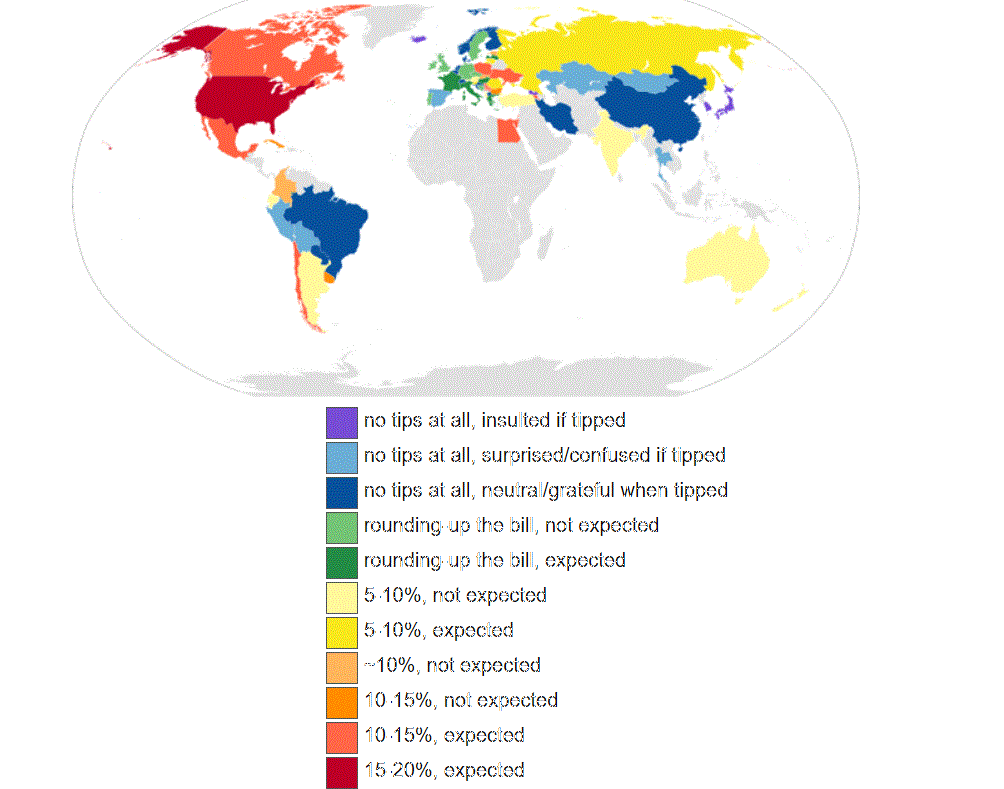 no tips at all, insulted if tipped
no tips at all, surprised/confused if tipped
no tips at all, neutral/grateful when tipped
rounding-up the bill, not expected
rounding-up the bill, expected
5-10%, not expected
5-10%, expected
~10%, not expected
10-15%, not expected
10-15%, expected
15-20%, expected